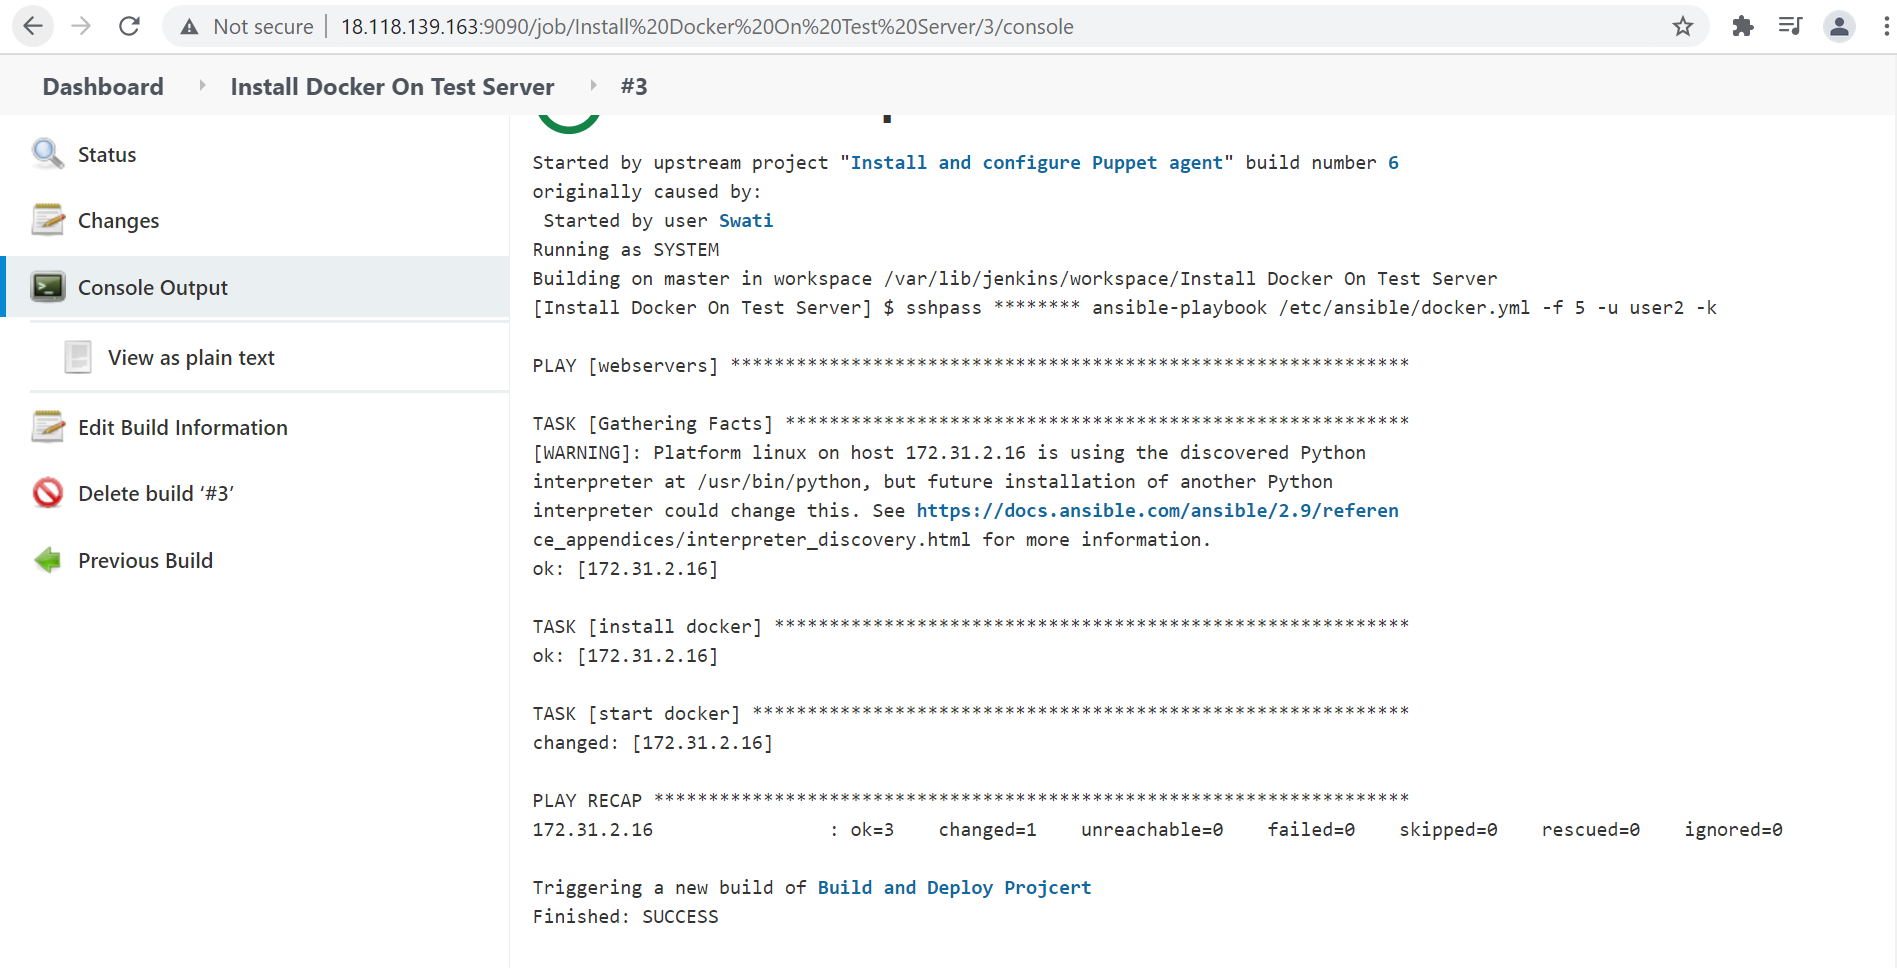 Not secure | 18.118.139.163:9090/job/Install%20Docker%20On%20Test%20Server/3/console
Dashboard Install Docker On Test Server #3
Status
Changes
Console Output
View as plain text
Edit Build Information
Delete build ‘#3’
Previous Build
Started by upstream project "Install and configure Puppet agent" build number 6
originally caused by:
Started by user Swati
Running as SYSTEM
Building on master in workspace /var/lib/jenkins/workspace/Install Docker On Test Server
[Install Docker On Test Server] $ sshpass ******** ansible-playbook /etc/ansible/docker.yml -f 5 -u user2 -k
PLAY [webservers] **************************************************************
TASK [Gathering Facts] *********************************************************
[WARNING]: Platform linux on host 172.31.2.16 is using the discovered Python
interpreter at /usr/bin/python, but future installation of another Python
interpreter could change this. See https://docs.ansible.com/ansible/2.9/referen
ce_appendices/interpreter_discovery.html for more information.
ok: [172.31.2.16]
TASK [install docker] **********************************************************
ok: [172.31.2.16]
TASK [start docker] ************************************************************
changed: [172.31.2.16]
PLAY RECAP *********************************************************************
172.31.2.16 : ok=3 changed=1 unreachable=0 failed=0 skipped=0 rescued=0 ignored=0
Triggering a new build of Build and Deploy Projcert
Finished: SUCCESS